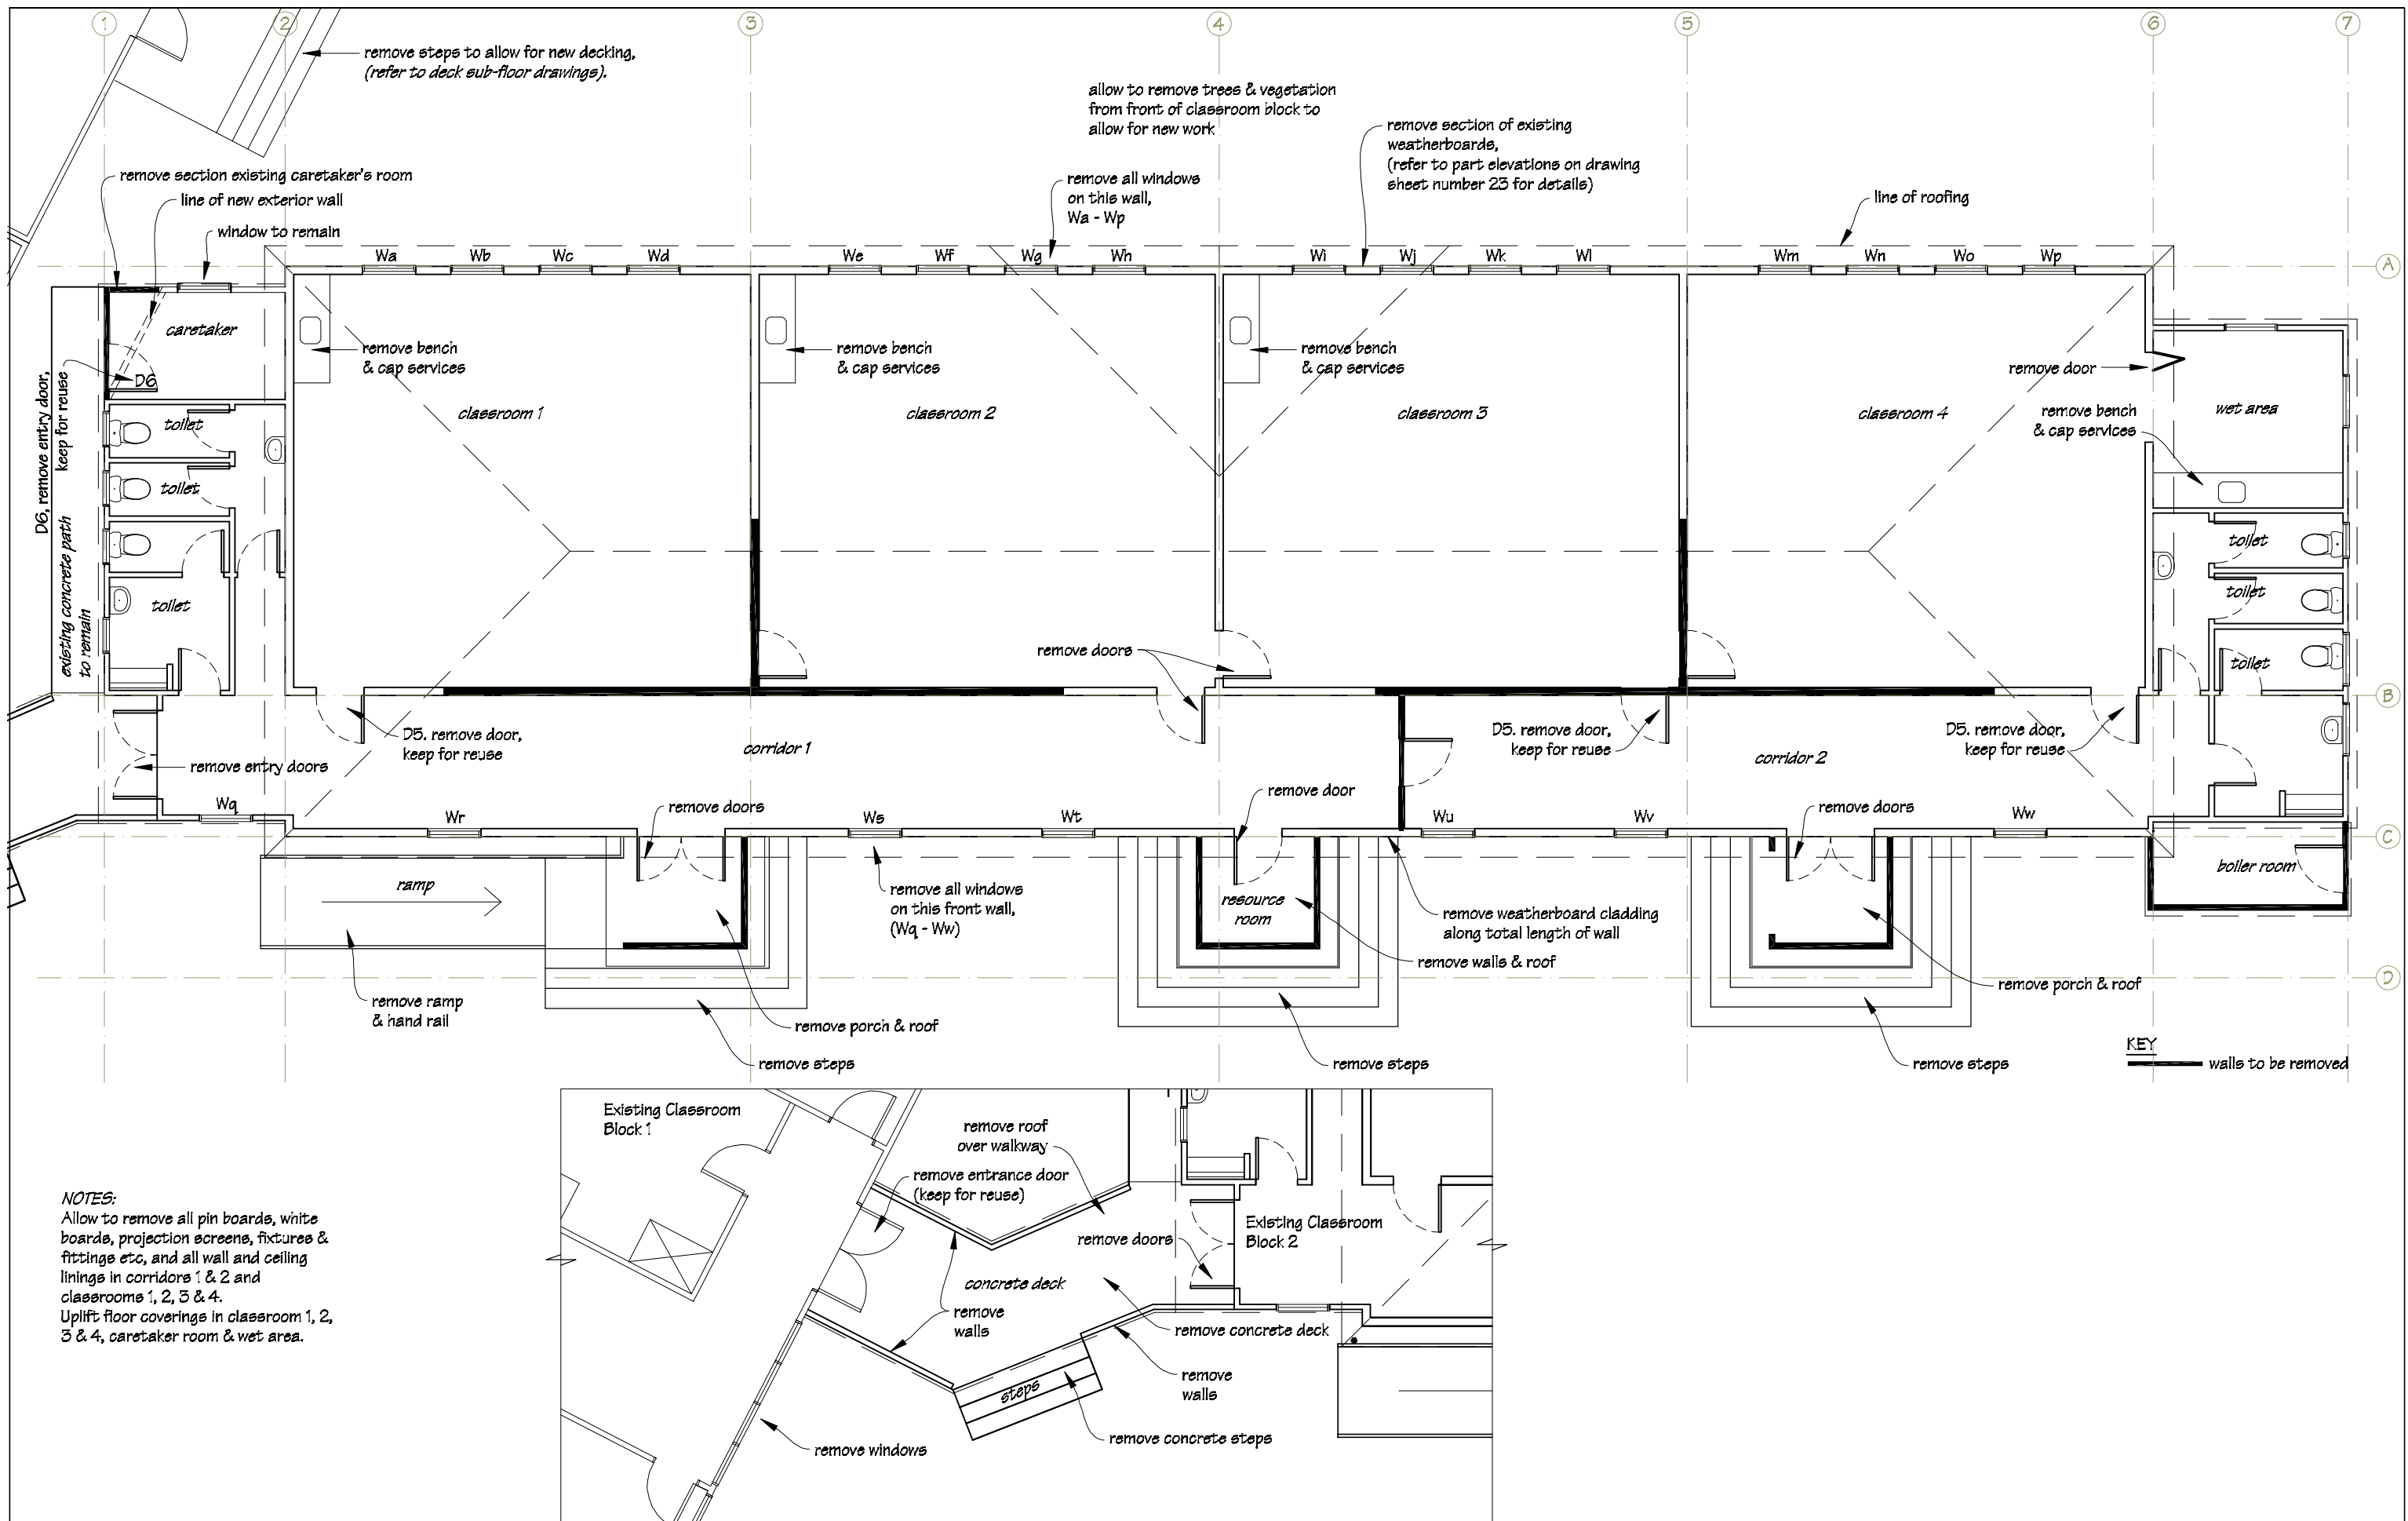 1
2
3
4
5
6
7
remove steps to allow for new decking,
(refer to deck sub-floor drawings).
allow to remove trees & vegetation
from front of classroom block to
allow for new work
remove section of existing
weatherboards,
(refer to part elevations on drawing
sheet number 23 for details)
remove section existing caretaker's room
line of new exterior wall
window to remain
remove all windows
on this wall,
Wa - Wp
line of roofing
Wa
Wb
Wc
Wd
We
Wf
Wg
Wh
Wi
Wj
Wk
Wl
Wm
Wn
Wo
Wp
A
caretaker
D6
D6, remove entry door,
keep for reuse
existing concrete path
to remain
remove bench
& cap services
remove bench
& cap services
remove bench
& cap services
remove door
remove bench
& cap services
wet area
classroom 1
classroom 2
classroom 3
classroom 4
toilet
toilet
toilet
toilet
toilet
toilet
remove doors
B
D5. remove door,
keep for reuse
corridor 1
D5. remove door,
keep for reuse
corridor 2
D5. remove door,
keep for reuse
remove entry doors
Wq
Wr
remove doors
Ws
Wt
remove door
Wu
Wv
remove doors
Ww
C
ramp
remove all windows
on this front wall,
(Wq - Ww)
resource
room
remove weatherboard cladding
along total length of wall
boiler room
remove walls & roof
D
remove ramp
& hand rail
remove porch & roof
remove porch & roof
remove steps
remove steps
remove steps
KEY
walls to be removed
Existing Classroom
Block 1
remove roof
over walkway
remove entrance door
(keep for reuse)
remove doors
Existing Classroom
Block 2
concrete deck
remove
walls
remove concrete deck
remove
walls
steps
remove concrete steps
remove windows
NOTES:
Allow to remove all pin boards, white
boards, projection screens, fixtures &
fittings etc, and all wall and ceiling
linings in corridors 1 & 2 and
classrooms 1, 2, 3 & 4.
Uplift floor coverings in classroom 1, 2,
3 & 4, caretaker room & wet area.